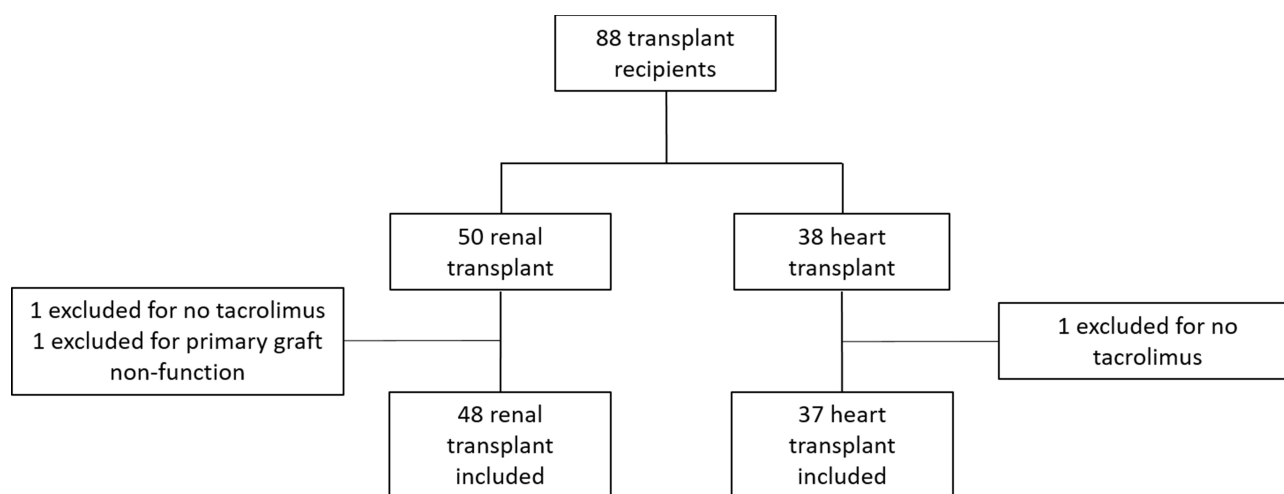 88 transplant
recipients
50 renal
transplant
38 heart
transplant
1 excluded for no tacrolimus
1 excluded for primary graft
non-function
1 excluded for no
tacrolimus
48 renal
transplant
included
37 heart
transplant
included